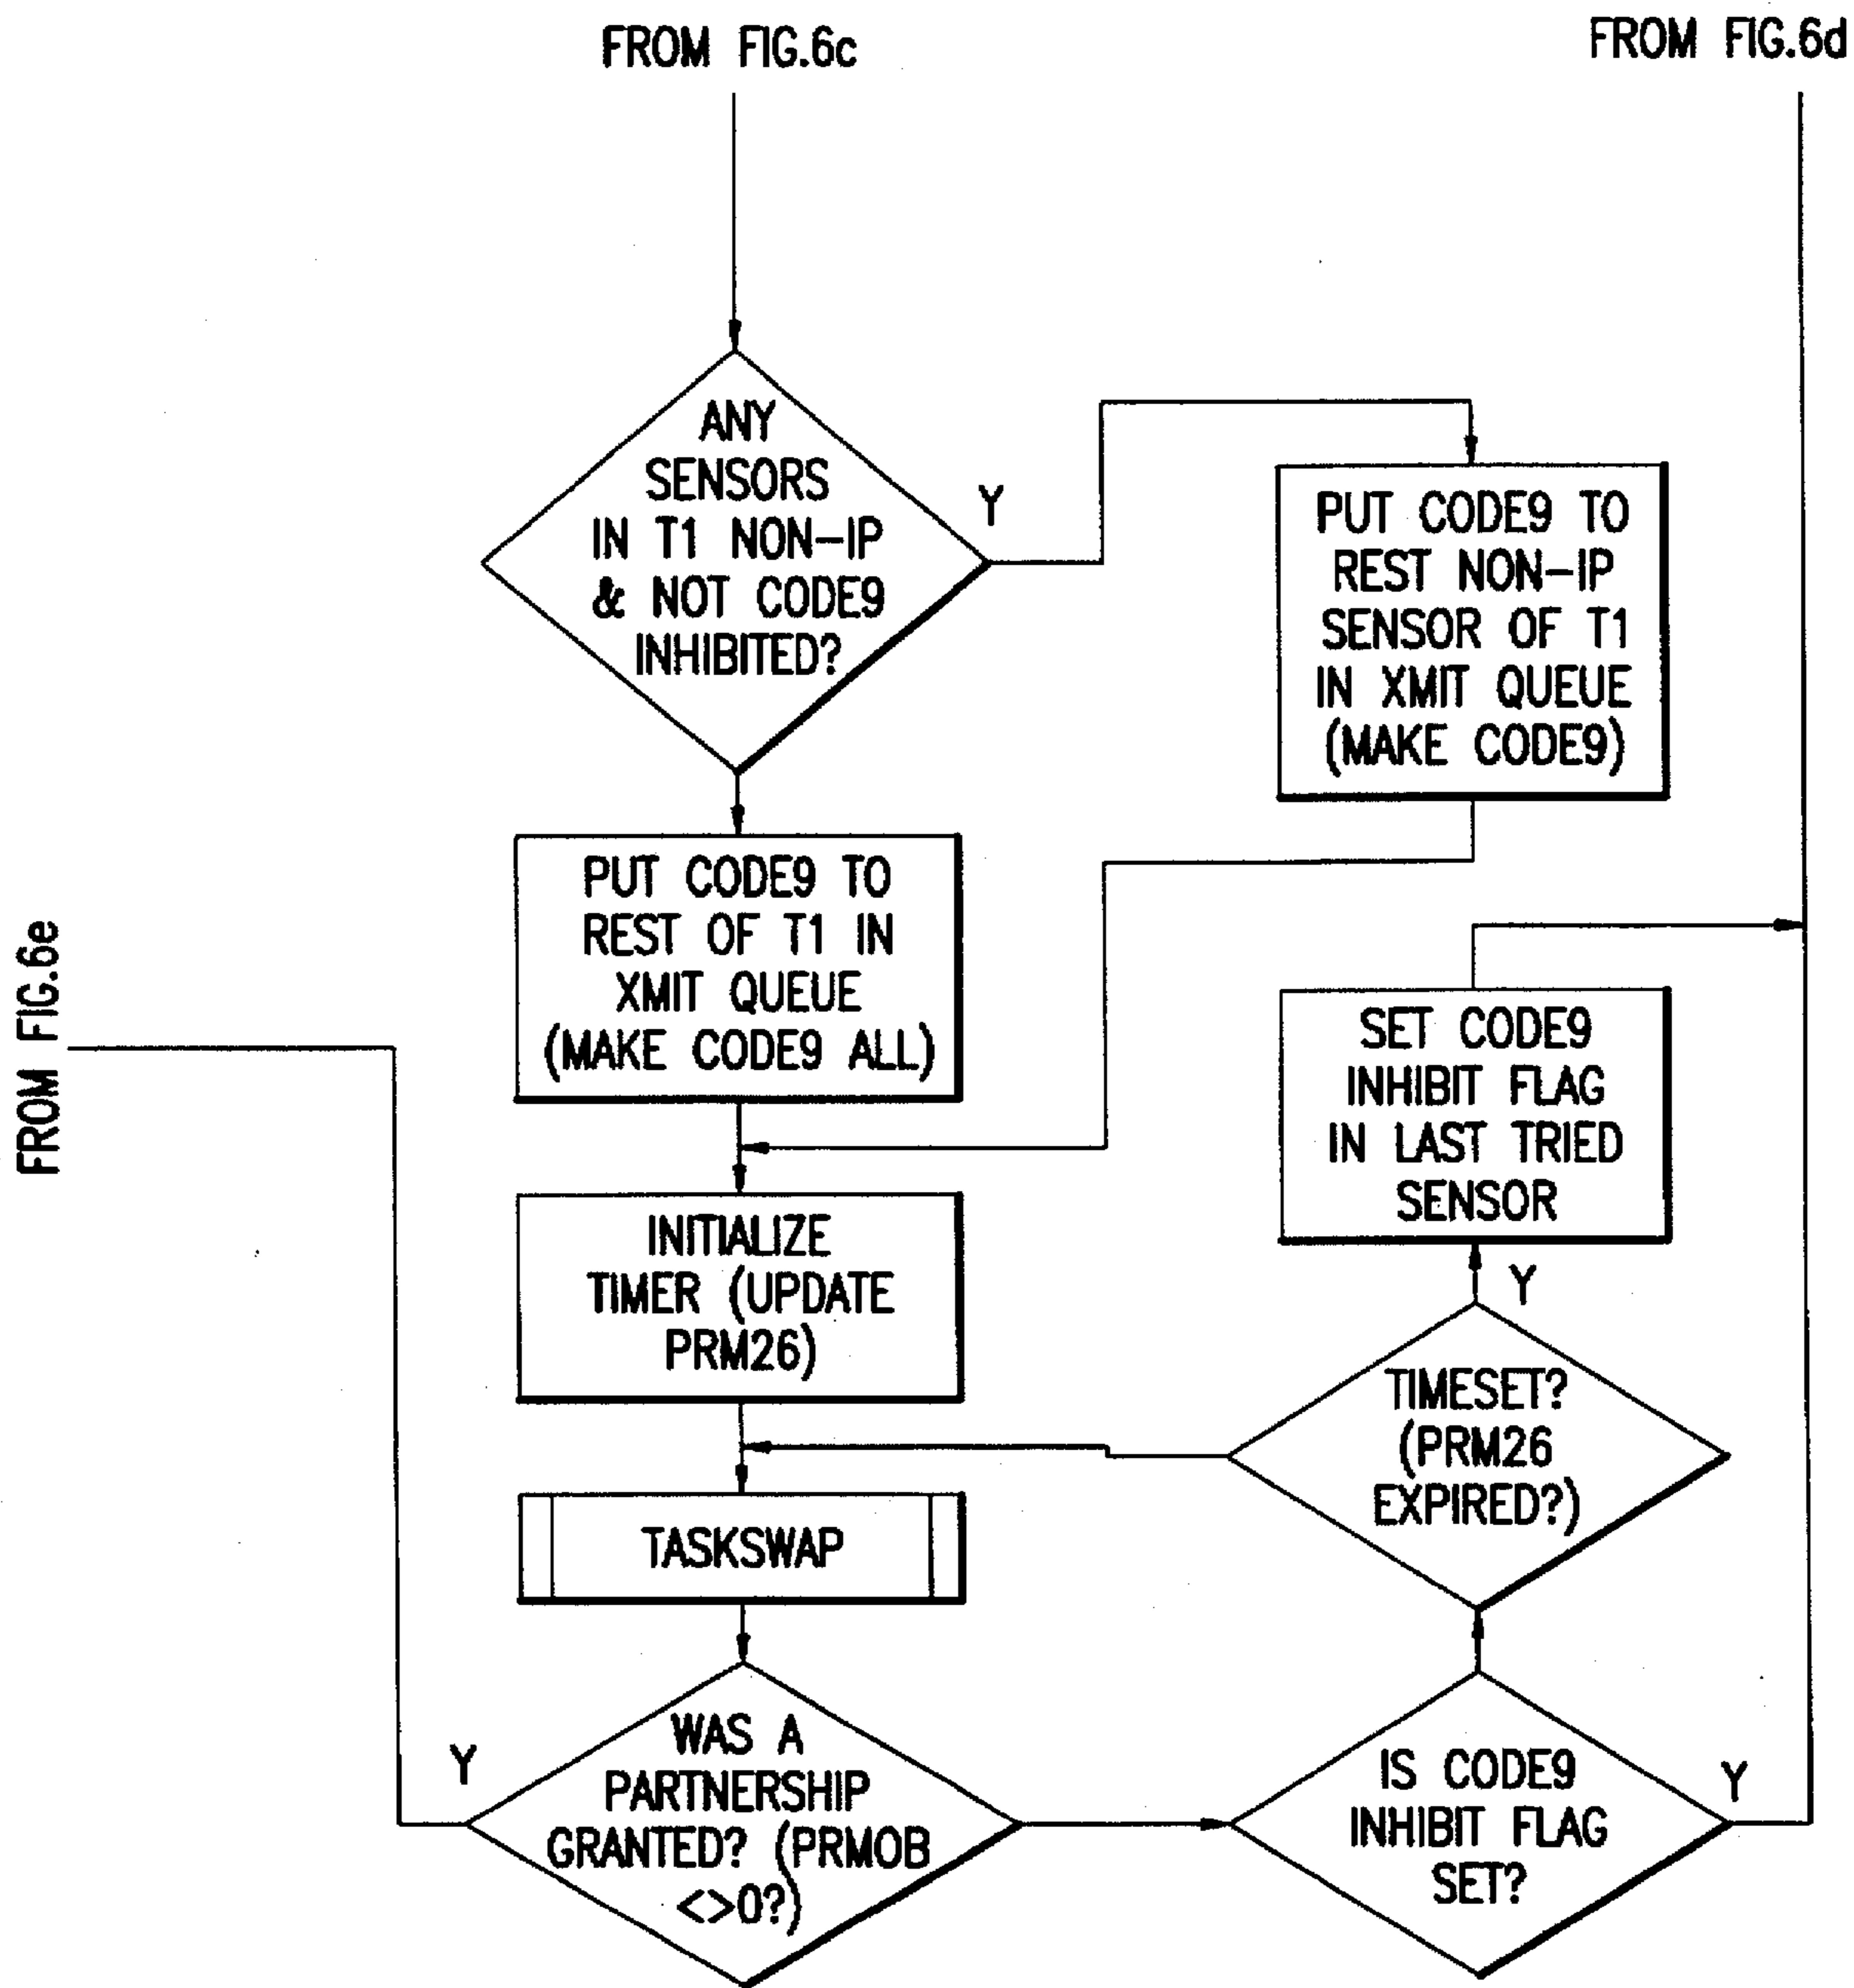 FROM FIG.6c
FROM FIG.6d
ANY
SENSORS
IN T1 NON-IP
& NOT CODE9
INHIBITED?
Y
PUT CODE9 TO
REST NON-IP
SENSOR OF T1
IN XMIT QUEUE
(MAKE CODE9)
PUT CODE9 TO
REST OF T1 IN
XMIT QUEUE
(MAKE CODE9 ALL)
FROM FIG.6e
SET CODE9
INHIBIT FLAG
IN LAST TRIED
SENSOR
INITIALIZE
TIMER (UPDATE
PRM26)
Y
TIMESET?
(PRM26
EXPIRED?)
TASKSWAP
WAS A
PARTNERSHIP
GRANTED? (PRMOB
<>0?)
Y
IS CODE9
INHIBIT FLAG
SET?
Y